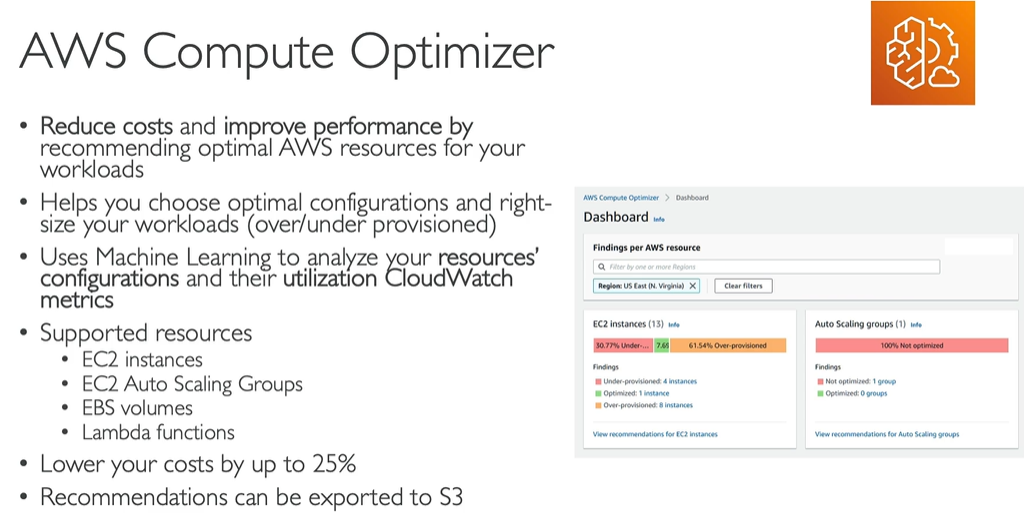 AWS Compute Optimizer
• Reduce costs and improve performance by
recommending optimal AWS resources for your
workloads
• Helps you choose optimal configurations and right-
size your workloads (over/under provisioned)
• Uses Machine Learning to analyze your resources’
configurations and their utilization CloudWatch
metrics
• Supported resources
• EC2 instances
• EC2 Auto Scaling Groups
• EBS volumes
• Lambda functions
• Lower your costs by up to 25%
• Recommendations can be exported to S3
AWS Compute Optimizer > Dashboard
Dashboard Info
Findings per AWS resource
Filter by one or more Regions
Region: US East (N. Virginia) X Clear filters
EC2 instances (13) Info
30.77% Under-... 7.69 61.54% Over-provisioned
Findings
Under-provisioned: 4 instances
Optimized: 1 instance
Over-provisioned: 8 instances
View recommendations for EC2 instances
Auto Scaling groups (1) Info
100% Not optimized
Findings
Not optimized: 1 group
Optimized: 0 groups
View recommendations for Auto Scaling groups